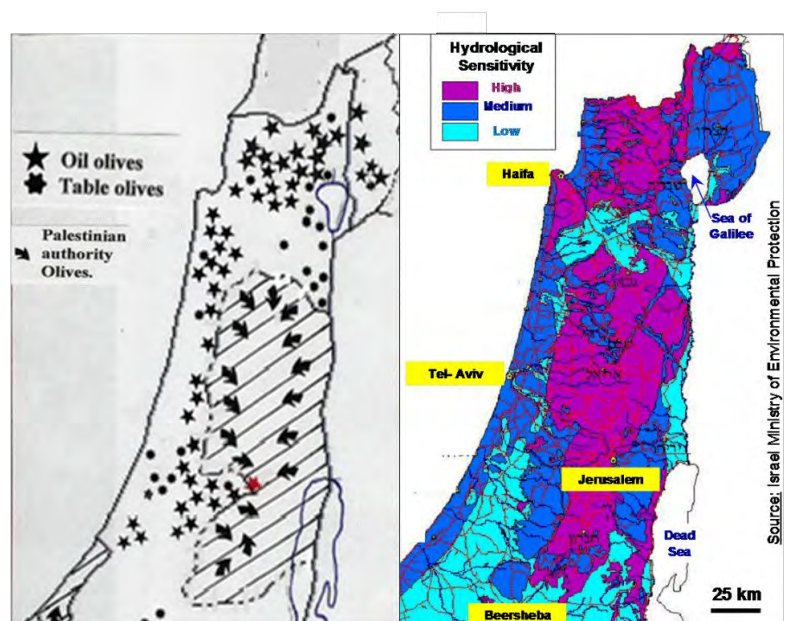 Oil olives
Table olives
Palestinian
authority
Olives.
Hydrological
Sensitivity
High
Medium
Low
Haifa
Sea of
Galilee
Tel- Aviv
Jerusalem
Dead
Sea
Beersheba
25 km
Source: Israel Ministry of Environmental Protection